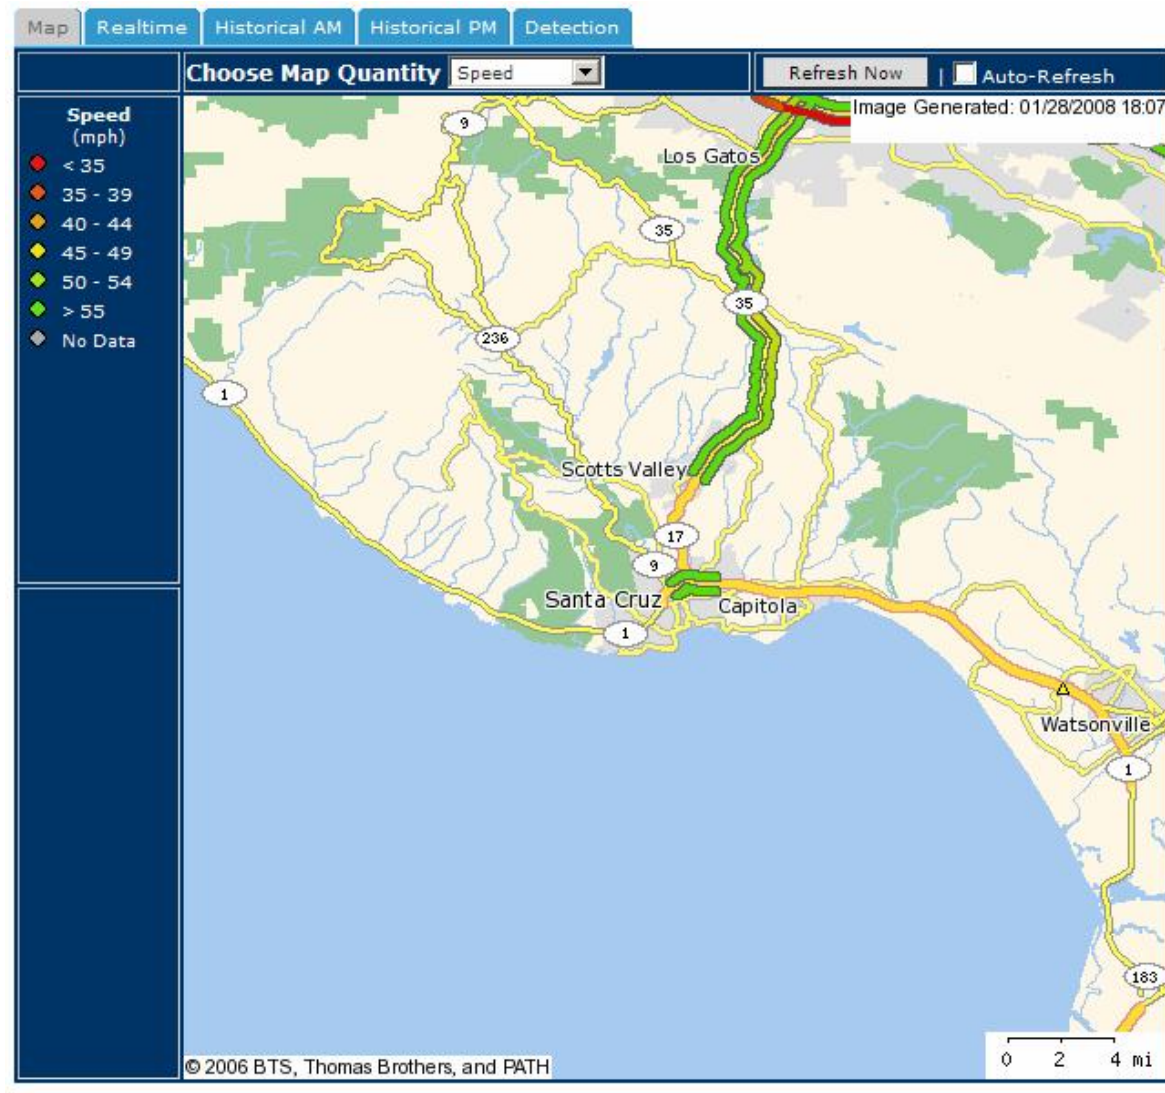 Map Realtime Historical AM Historical PM Detection
Choose Map Quantity Speed Refresh Now | Auto-Refresh
Image Generated: 01/28/2008 18:07
Speed
(mph)
< 35
35 - 39
40 - 44
45 - 49
50 - 54
> 55
No Data
9
Los Gatos
35
35
236
1
Scotts Valley
17
9
Santa Cruz
Capitola
1
Watsonville
1
183
0 2 4 mi
© 2006 BTS, Thomas Brothers, and PATH